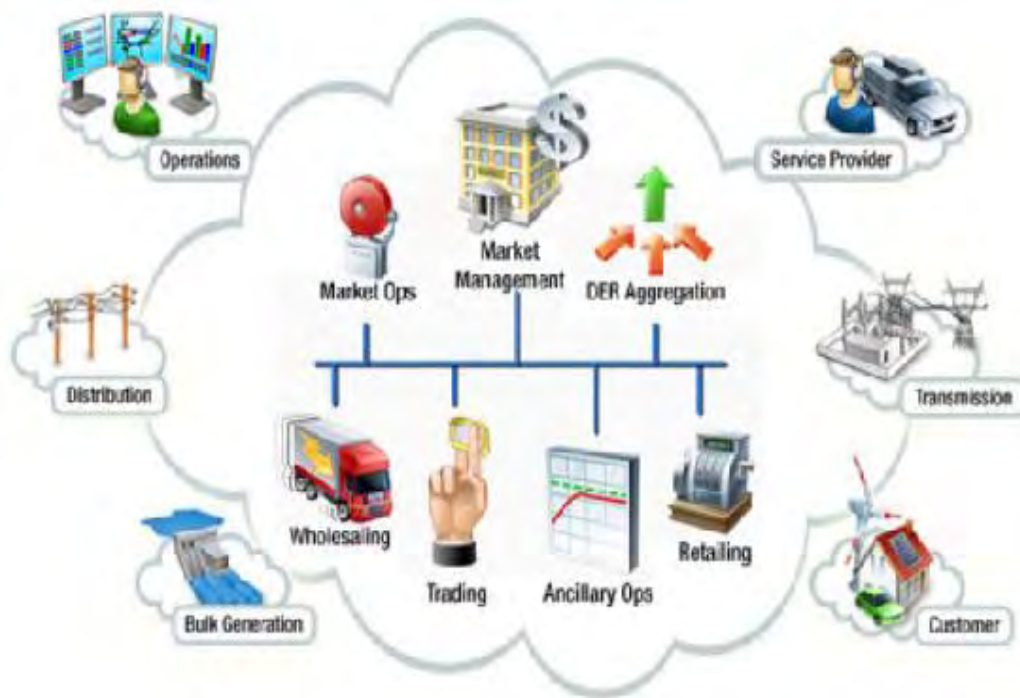 Operations
Service Provider
Market
Management
Market Ops
DER Aggregation
Distribution
Transmission
Wholesaling
Trading
Ancillary Ops
Retailing
Bulk Generation
Customer